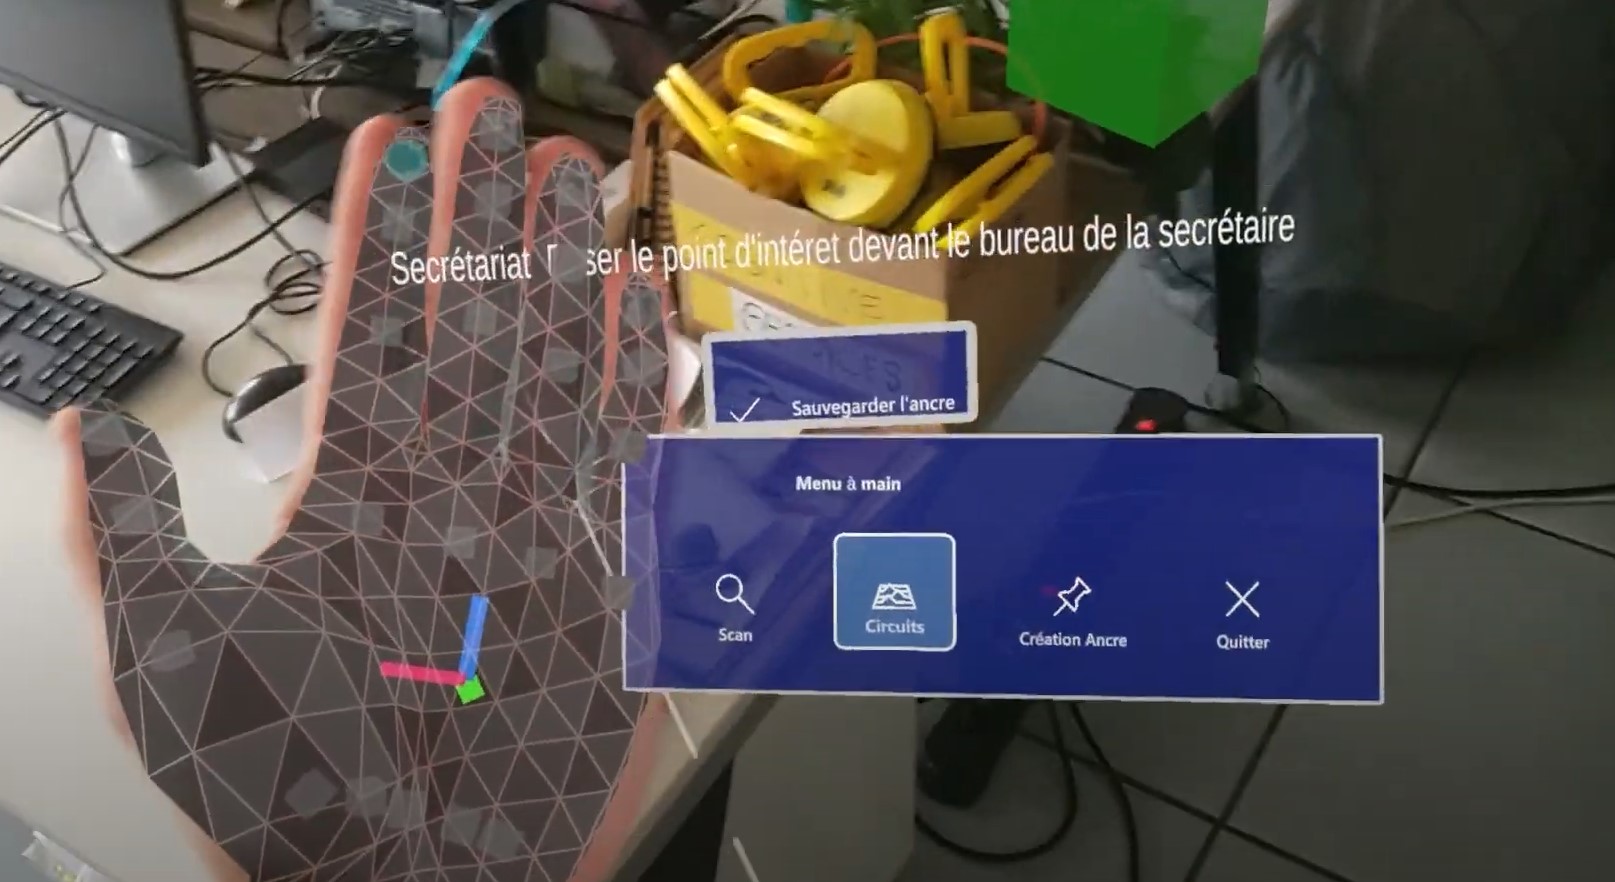 Secrétariat ser le point d'intéret devant le bureau de la secrétaire
Sauvegarder l'ancre
Menu à main
Scan
Circuits
Création Ancre
Quitter